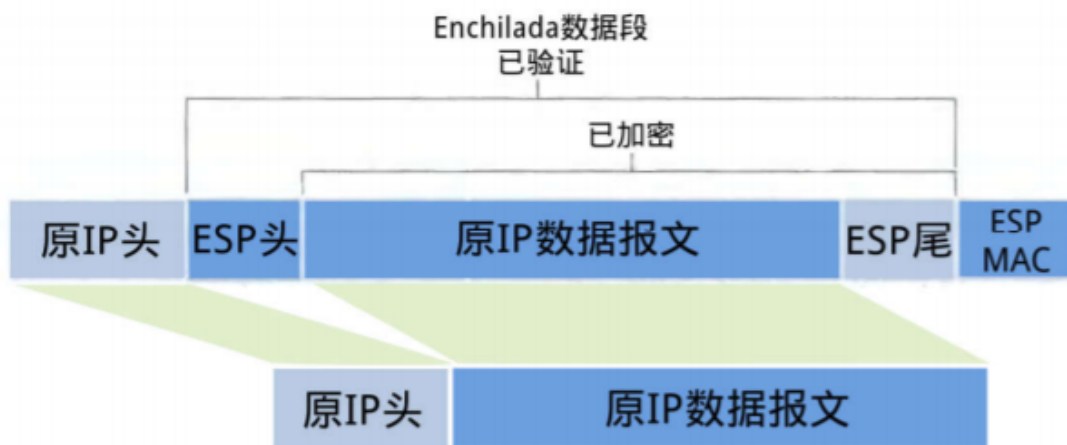 Enchilada数据段
已验证
已加密
原IP头 ESP头 原IP数据报文 ESP尾 ESP
MAC
原IP头 原IP数据报文